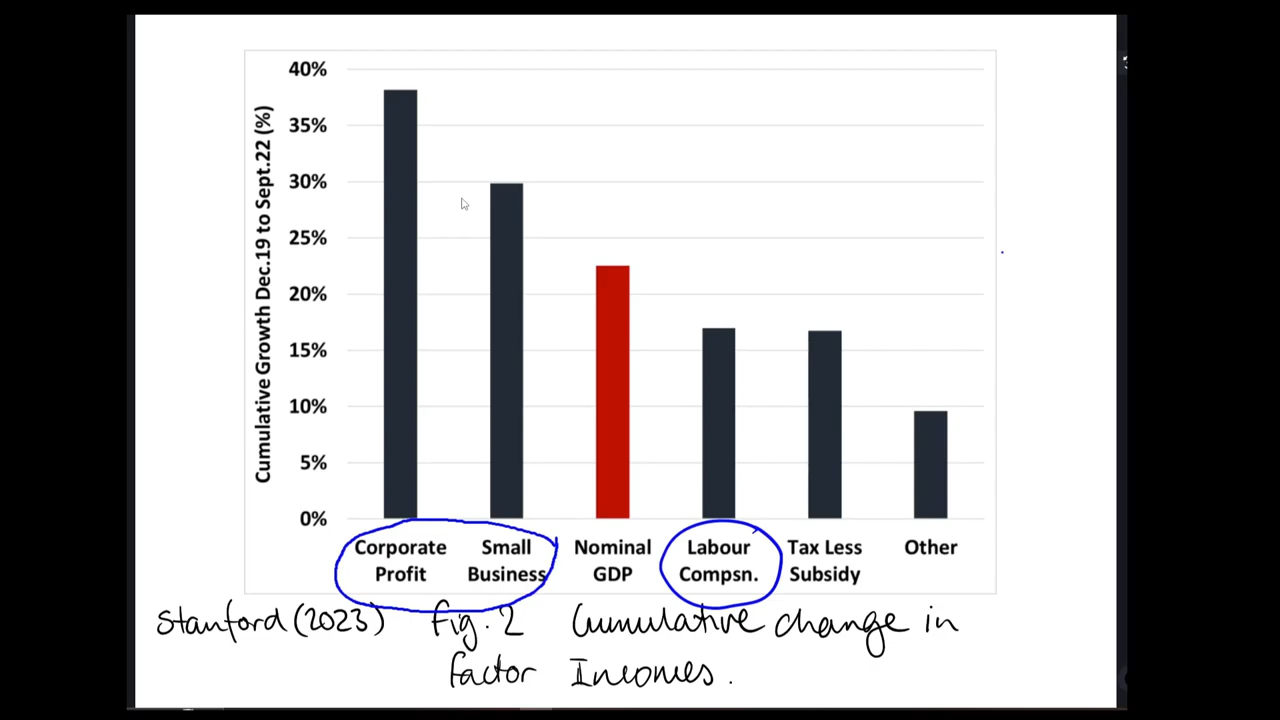 40%
35%
30%
25%
20%
15%
10%
5%
0%
Cumulative Growth Dec.19 to Sept.22 (%)
Corporate Profit
Small Business
Nominal GDP
Labour Compsn.
Tax Less Subsidy
Other
Stanford (2023) Fig. 2 Cumulative change in
factor Incomes.